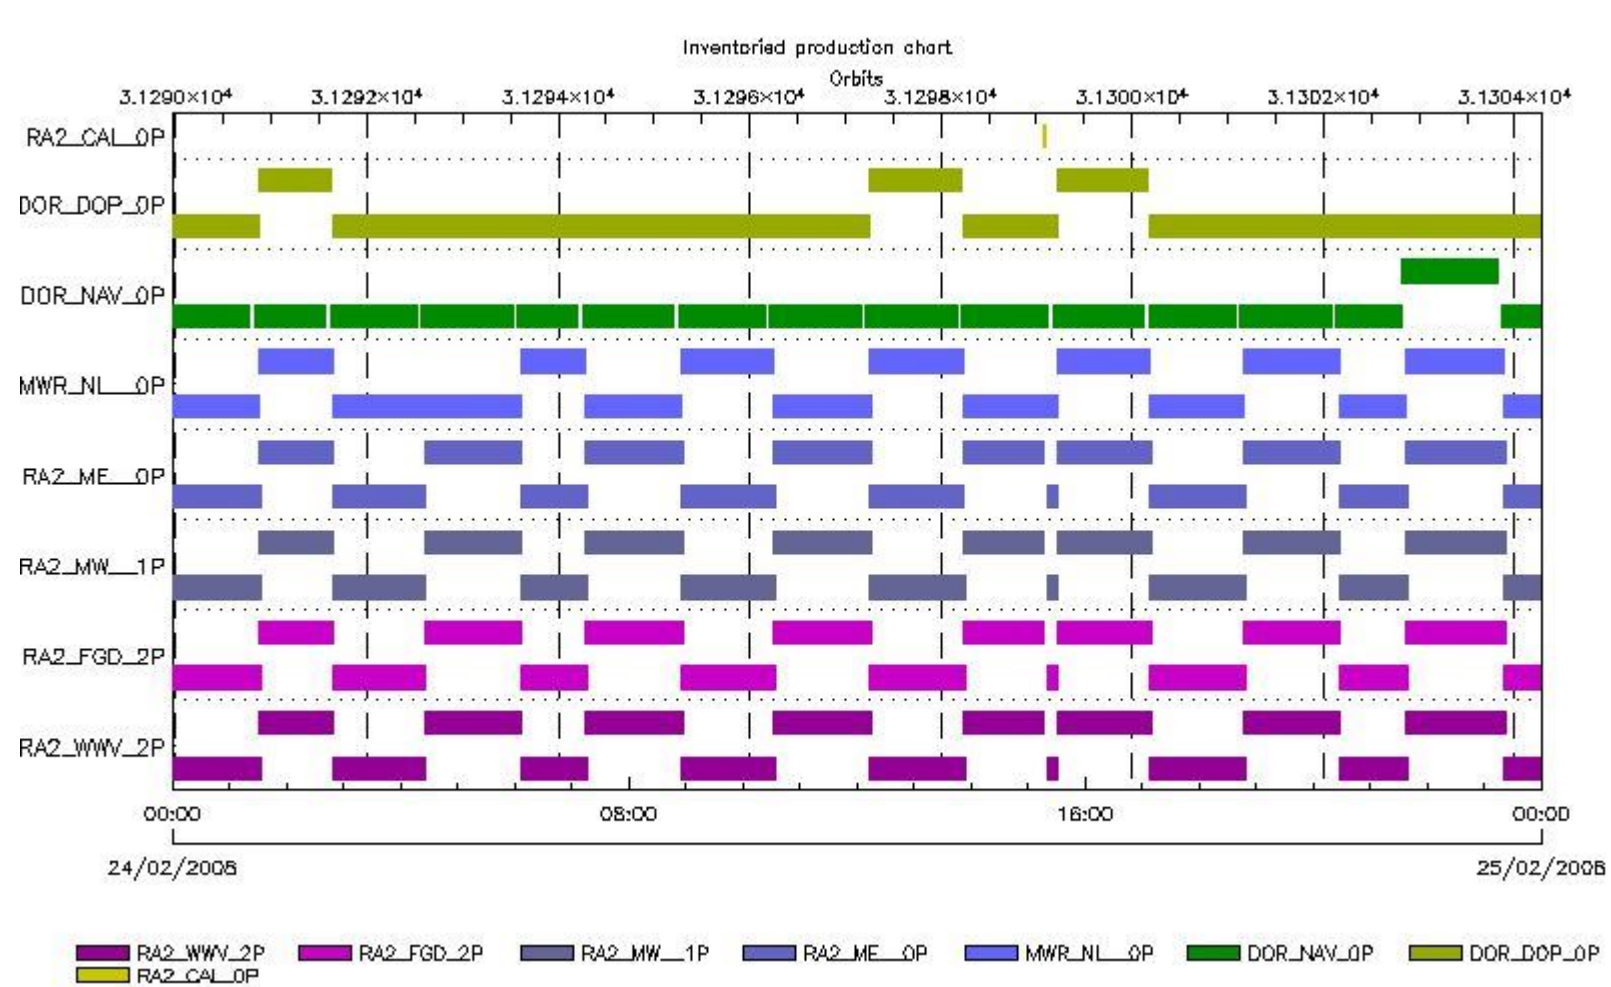 Inventoried production chart
Orbits
3.1290×10⁴ 3.1292×10⁴ 3.1294×10⁴ 3.1296×10⁴ 3.1298×10⁴ 3.1300×10⁴ 3.1302×10⁴ 3.1304×10⁴
RA2_CAL_0P
DOR_DOP_0P
DOR_NAV_0P
MWR_NL__0P
RA2_ME__0P
RA2_MW__1P
RA2_FGD_2P
RA2_WWV_2P
00:00 08:00 16:00 00:00
24/02/2008 25/02/2008
RA2_WWV_2P RA2_FGD_2P RA2_MW__1P RA2_ME__0P MWR_NL__0P DOR_NAV_0P DOR_DOP_0P
RA2_CAL_0P